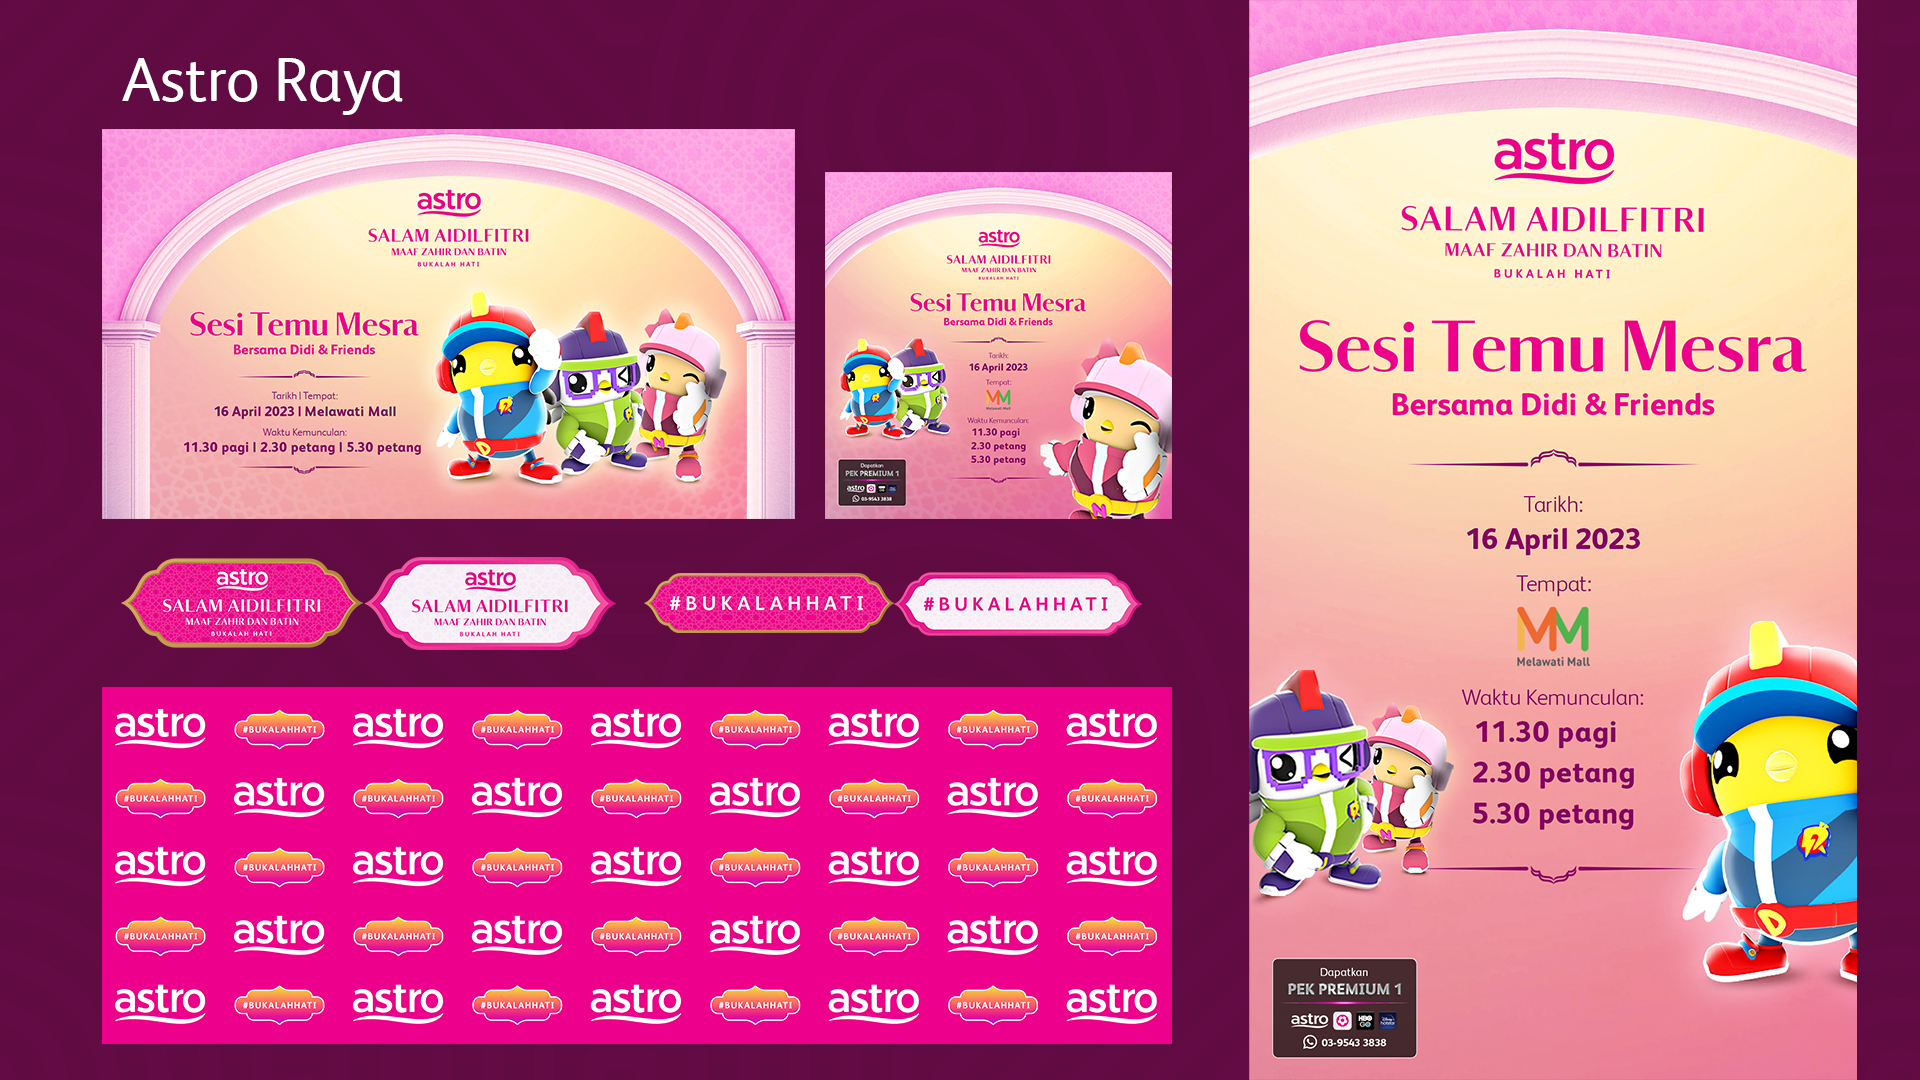 Astro Raya
astro
SALAM AIDILFITRI
MAAF ZAHIR DAN BATIN
BUKALAH HATI
Sesi Temu Mesra
Bersama Didi & Friends
Tarikh | Tempat:
16 April 2023 | Melawati Mall
Waktu Kemunculan:
11.30 pagi | 2.30 petang | 5.30 petang
astro
SALAM AIDILFITRI
MAAF ZAHIR DAN BATIN
BUKALAH HATI
Sesi Temu Mesra
Bersama Didi & Friends
Tarikh:
16 April 2023
Tempat:
MM
Melawati Mall
Waktu Kemunculan:
11.30 pagi
2.30 petang
5.30 petang
Dapatkan
PEK PREMIUM 1
astro
03-9543 3838
astro
SALAM AIDILFITRI
MAAF ZAHIR DAN BATIN
BUKALAH HATI
astro
SALAM AIDILFITRI
MAAF ZAHIR DAN BATIN
BUKALAH HATI
#BUKALAHHATI
#BUKALAHHATI
astro #BUKALAHHATI astro #BUKALAHHATI astro #BUKALAHHATI astro #BUKALAHHATI astro
#BUKALAHHATI astro #BUKALAHHATI astro #BUKALAHHATI astro #BUKALAHHATI astro #BUKALAHHATI
astro #BUKALAHHATI astro #BUKALAHHATI astro #BUKALAHHATI astro #BUKALAHHATI astro
#BUKALAHHATI astro #BUKALAHHATI astro #BUKALAHHATI astro #BUKALAHHATI astro #BUKALAHHATI
astro #BUKALAHHATI astro #BUKALAHHATI astro #BUKALAHHATI astro #BUKALAHHATI astro
astro
SALAM AIDILFITRI
MAAF ZAHIR DAN BATIN
BUKALAH HATI
Sesi Temu Mesra
Bersama Didi & Friends
Tarikh:
16 April 2023
Tempat:
MM
Melawati Mall
Waktu Kemunculan:
11.30 pagi
2.30 petang
5.30 petang
D
Dapatkan
PEK PREMIUM 1
astro HBO GO Disney+ hotstar
03-9543 3838